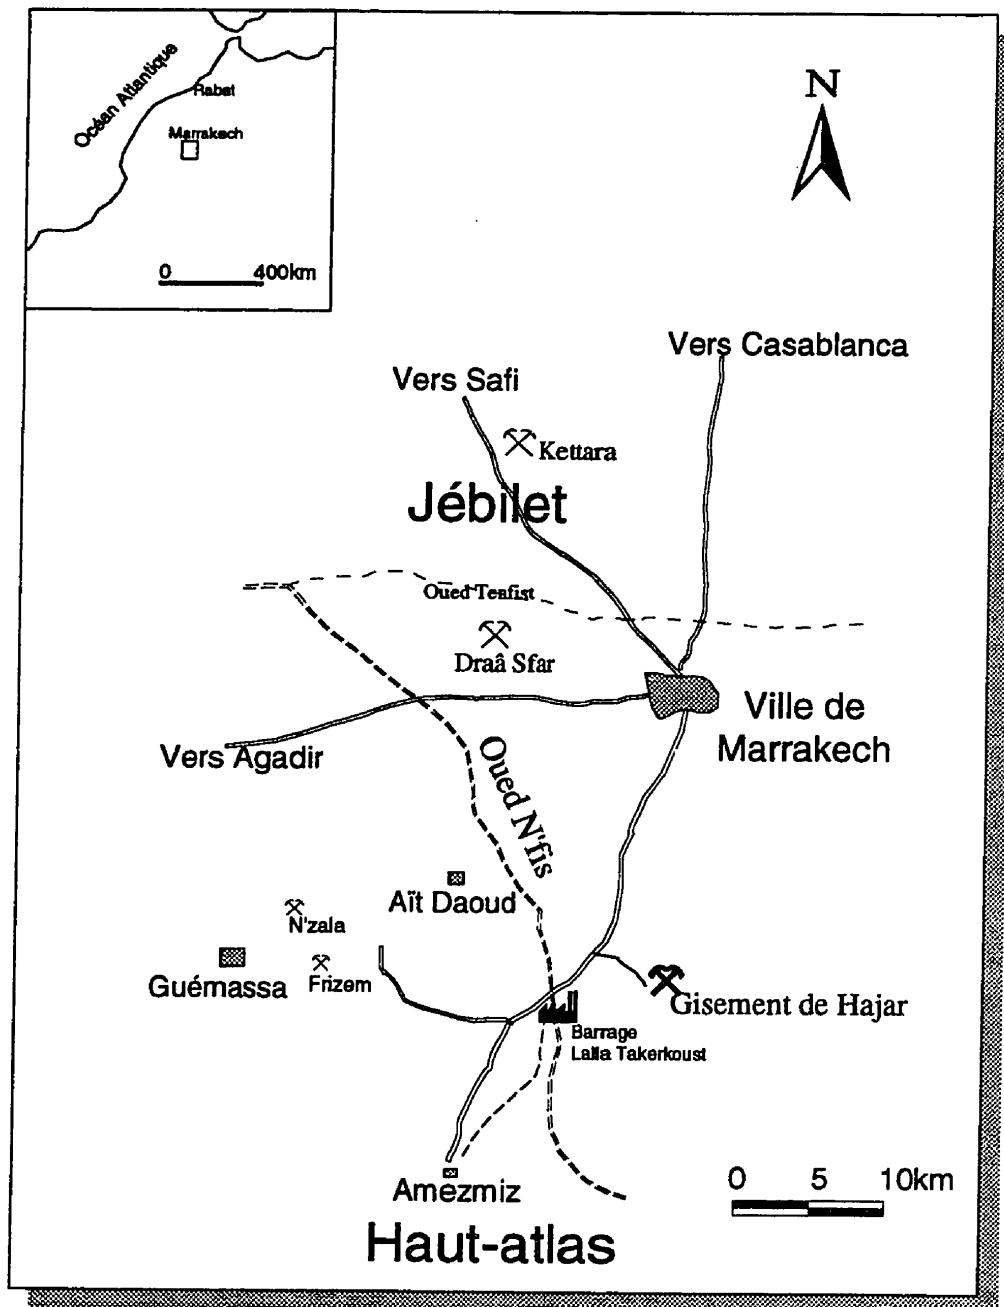 Océan Atlantique
Rabat
Marrakech
0 400km
N
Vers Casablanca
Vers Safi
Kettara
Jébilet
Oued Tenfist
Draâ Sfar
Ville de
Marrakech
Vers Agadir
Oued N'fis
Aït Daoud
N'zala
Guémassa
Frizem
Gisement de Hajar
Barrage
Lalla Takerkoust
Amezmiz
0 5 10km
Haut-atlas